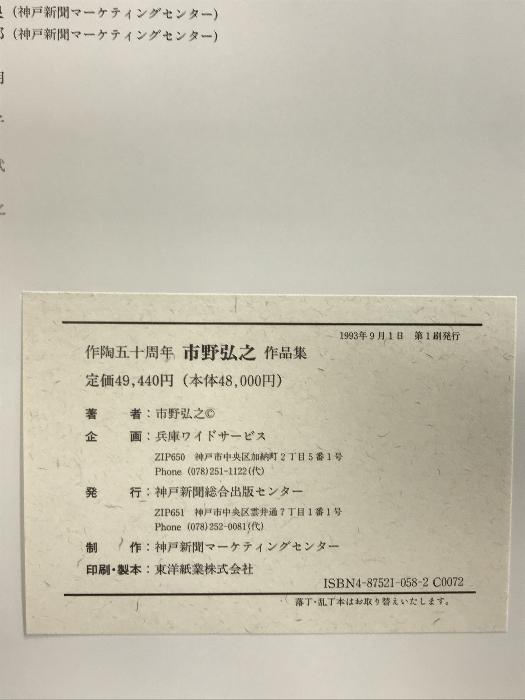 (神戸新聞マーケティングセンター)
(神戸新聞マーケティングセンター)
1993年9月1日 第1刷発行
作陶五十周年 市野弘之 作品集
定価49,440円(本体48,000円)
著 者:市野弘之©
企 画:兵庫ワイドサービス
ZIP650 神戸市中央区加納町2丁目5番1号
Phone (078)251-1122(代)
発 行:神戸新聞総合出版センター
ZIP651 神戸市中央区雲井通7丁目1番1号
Phone (078)252-0081(代)
制 作:神戸新聞マーケティングセンター
印刷・製本:東洋紙業株式会社
ISBN4-87521-058-2 C0072
落丁・乱丁本はお取り替えいたします。